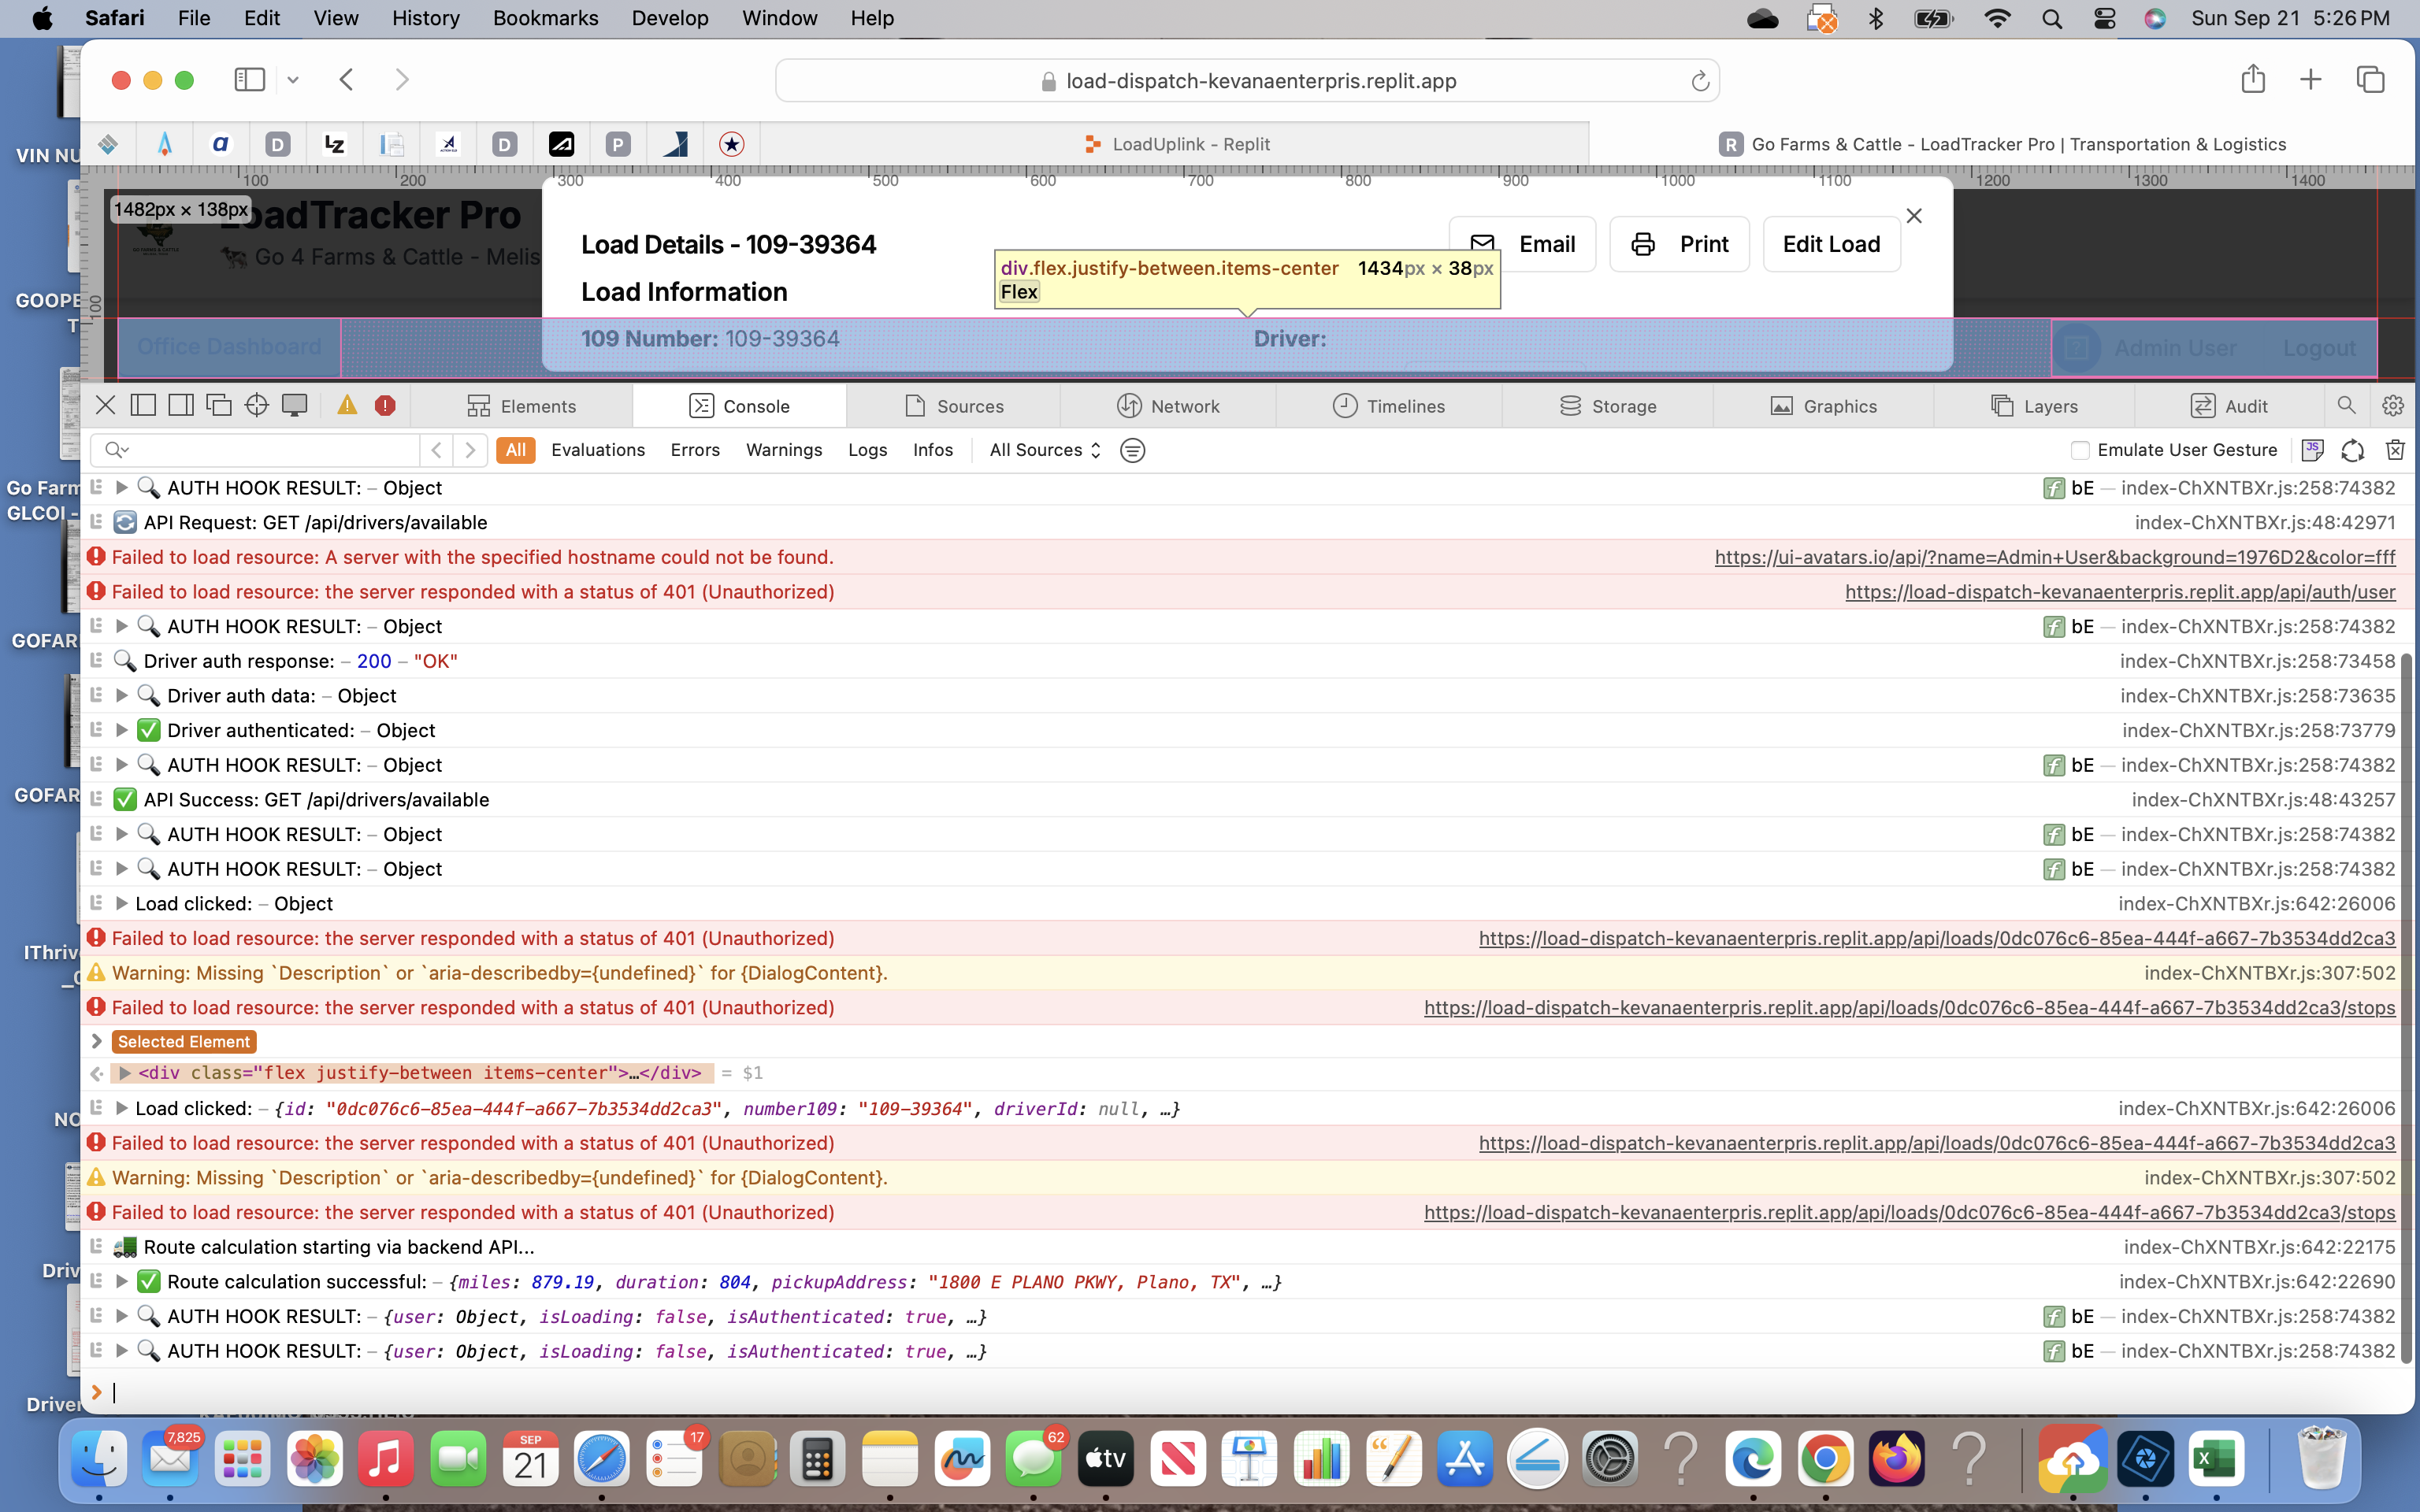 Safari File Edit View History Bookmarks Develop Window Help Sun Sep 21 5:26 PM
load-dispatch-kevanaenterpris.replit.app
LoadUplink - Replit
R Go Farms & Cattle - LoadTracker Pro | Transportation & Logistics
100 200 300 400 500 600 700 800 900 1000 1100 1200 1300 1400
1482px × 138px
LoadTracker Pro
Go 4 Farms & Cattle - Melis
Load Details - 109-39364
Email
Print
Edit Load
Load Information
div.flex.justify-between.items-center 1434px × 38px
Flex
100
Office Dashboard
109 Number: 109-39364
Driver:
Admin User
Logout
Elements Console Sources Network Timelines Storage Graphics Layers Audit
All Evaluations Errors Warnings Logs Infos All Sources Emulate User Gesture
AUTH HOOK RESULT: – Object f bE — index-ChXNTBXr.js:258:74382
API Request: GET /api/drivers/available index-ChXNTBXr.js:48:42971
Failed to load resource: A server with the specified hostname could not be found. https://ui-avatars.io/api/?name=Admin+User&background=1976D2&color=fff
Failed to load resource: the server responded with a status of 401 (Unauthorized) https://load-dispatch-kevanaenterpris.replit.app/api/auth/user
AUTH HOOK RESULT: – Object f bE — index-ChXNTBXr.js:258:74382
Driver auth response: – 200 – "OK" index-ChXNTBXr.js:258:73458
Driver auth data: – Object index-ChXNTBXr.js:258:73635
Driver authenticated: – Object index-ChXNTBXr.js:258:73779
AUTH HOOK RESULT: – Object f bE — index-ChXNTBXr.js:258:74382
API Success: GET /api/drivers/available index-ChXNTBXr.js:48:43257
AUTH HOOK RESULT: – Object f bE — index-ChXNTBXr.js:258:74382
AUTH HOOK RESULT: – Object f bE — index-ChXNTBXr.js:258:74382
Load clicked: – Object index-ChXNTBXr.js:642:26006
Failed to load resource: the server responded with a status of 401 (Unauthorized) https://load-dispatch-kevanaenterpris.replit.app/api/loads/0dc076c6-85ea-444f-a667-7b3534dd2ca3
Warning: Missing `Description` or `aria-describedby={undefined}` for {DialogContent}. index-ChXNTBXr.js:307:502
Failed to load resource: the server responded with a status of 401 (Unauthorized) https://load-dispatch-kevanaenterpris.replit.app/api/loads/0dc076c6-85ea-444f-a667-7b3534dd2ca3/stops
Selected Element
<div class="flex justify-between items-center">…</div> = $1
Load clicked: – {id: "0dc076c6-85ea-444f-a667-7b3534dd2ca3", number109: "109-39364", driverId: null, …} index-ChXNTBXr.js:642:26006
Failed to load resource: the server responded with a status of 401 (Unauthorized) https://load-dispatch-kevanaenterpris.replit.app/api/loads/0dc076c6-85ea-444f-a667-7b3534dd2ca3
Warning: Missing `Description` or `aria-describedby={undefined}` for {DialogContent}. index-ChXNTBXr.js:307:502
Failed to load resource: the server responded with a status of 401 (Unauthorized) https://load-dispatch-kevanaenterpris.replit.app/api/loads/0dc076c6-85ea-444f-a667-7b3534dd2ca3/stops
Route calculation starting via backend API... index-ChXNTBXr.js:642:22175
Route calculation successful: – {miles: 879.19, duration: 804, pickupAddress: "1800 E PLANO PKWY, Plano, TX", …} index-ChXNTBXr.js:642:22690
AUTH HOOK RESULT: – {user: Object, isLoading: false, isAuthenticated: true, …} f bE — index-ChXNTBXr.js:258:74382
AUTH HOOK RESULT: – {user: Object, isLoading: false, isAuthenticated: true, …} f bE — index-ChXNTBXr.js:258:74382
VIN NU
GOOPE
T
Go Farm
GLCOI -
GOFAR
GOFAR
IThriv
NO
Driv
Driver
7,825
SEP
21
17
62
tv